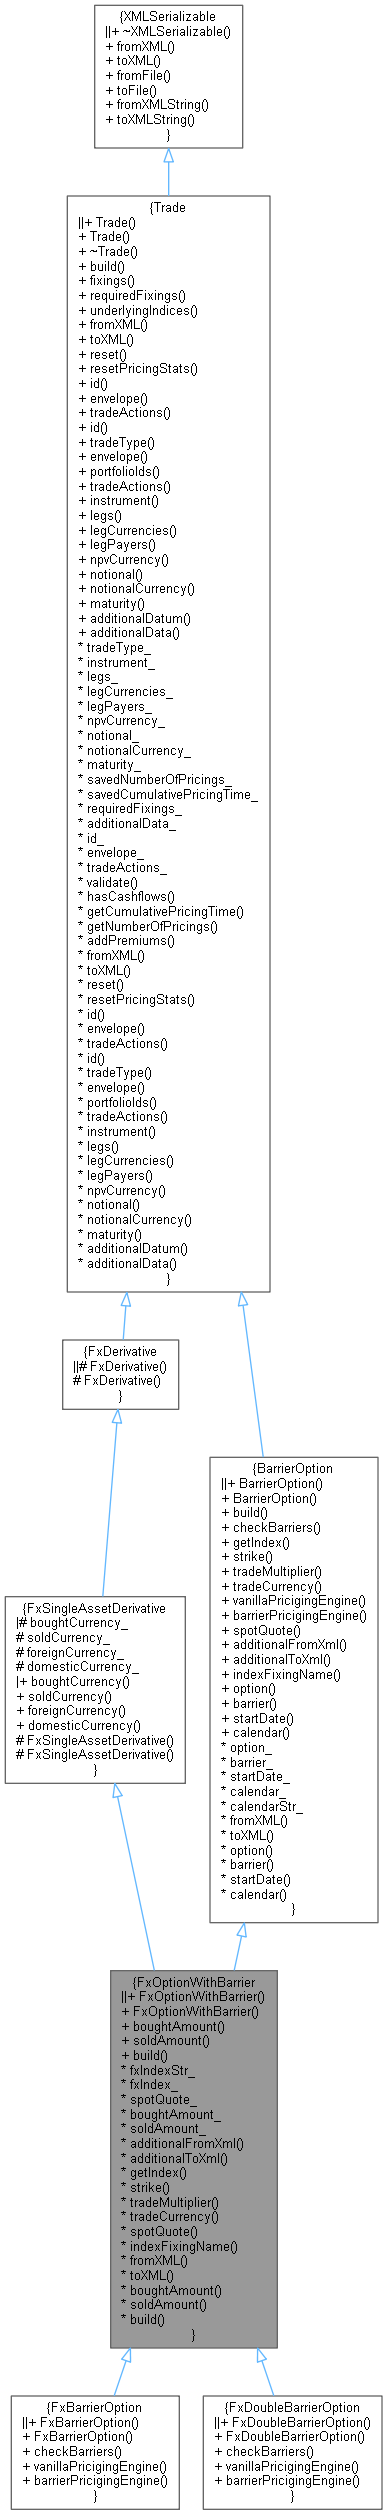 {XMLSerializable
||+ ~XMLSerializable()
+ fromXML()
+ toXML()
+ fromFile()
+ toFile()
+ fromXMLString()
+ toXMLString()
}
{Trade
||+ Trade()
+ Trade()
+ ~Trade()
+ build()
+ fixings()
+ requiredFixings()
+ underlyingIndices()
+ fromXML()
+ toXML()
+ reset()
+ resetPricingStats()
+ id()
+ envelope()
+ tradeActions()
+ id()
+ tradeType()
+ envelope()
+ portfolioIds()
+ tradeActions()
+ instrument()
+ legs()
+ legCurrencies()
+ legPayers()
+ npvCurrency()
+ notional()
+ notionalCurrency()
+ maturity()
+ additionalDatum()
+ additionalData()
* tradeType_
* instrument_
* legs_
* legCurrencies_
* legPayers_
* npvCurrency_
* notional_
* notionalCurrency_
* maturity_
* savedNumberOfPricings_
* savedCumulativePricingTime_
* requiredFixings_
* additionalData_
* id_
* envelope_
* tradeActions_
* validate()
* hasCashflows()
* getCumulativePricingTime()
* getNumberOfPricings()
* addPremiums()
* fromXML()
* toXML()
* reset()
* resetPricingStats()
* id()
* envelope()
* tradeActions()
* id()
* tradeType()
* envelope()
* portfolioIds()
* tradeActions()
* instrument()
* legs()
* legCurrencies()
* legPayers()
* npvCurrency()
* notional()
* notionalCurrency()
* maturity()
* additionalDatum()
* additionalData()
}
{FxDerivative
||# FxDerivative()
# FxDerivative()
}
{BarrierOption
||+ BarrierOption()
+ BarrierOption()
+ build()
+ checkBarriers()
+ getIndex()
+ strike()
+ tradeMultiplier()
+ tradeCurrency()
+ vanillaPricigingEngine()
+ barrierPricigingEngine()
+ spotQuote()
+ additionalFromXml()
+ additionalToXml()
+ indexFixingName()
+ option()
+ barrier()
+ startDate()
+ calendar()
* option_
* barrier_
* startDate_
* calendar_
* calendarStr_
* fromXML()
* toXML()
* option()
* barrier()
* startDate()
* calendar()
}
{FxSingleAssetDerivative
|# boughtCurrency_
# soldCurrency_
# foreignCurrency_
# domesticCurrency_
|+ boughtCurrency()
+ soldCurrency()
+ foreignCurrency()
+ domesticCurrency()
# FxSingleAssetDerivative()
# FxSingleAssetDerivative()
}
{FxOptionWithBarrier
||+ FxOptionWithBarrier()
+ FxOptionWithBarrier()
+ boughtAmount()
+ soldAmount()
+ build()
* fxIndexStr_
* fxIndex_
* spotQuote_
* boughtAmount_
* soldAmount_
* additionalFromXml()
* additionalToXml()
* getIndex()
* strike()
* tradeMultiplier()
* tradeCurrency()
* spotQuote()
* indexFixingName()
* fromXML()
* toXML()
* boughtAmount()
* soldAmount()
* build()
}
{FxBarrierOption
||+ FxBarrierOption()
+ FxBarrierOption()
+ checkBarriers()
+ vanillaPricigingEngine()
+ barrierPricigingEngine()
}
{FxDoubleBarrierOption
||+ FxDoubleBarrierOption()
+ FxDoubleBarrierOption()
+ checkBarriers()
+ vanillaPricigingEngine()
+ barrierPricigingEngine()
}